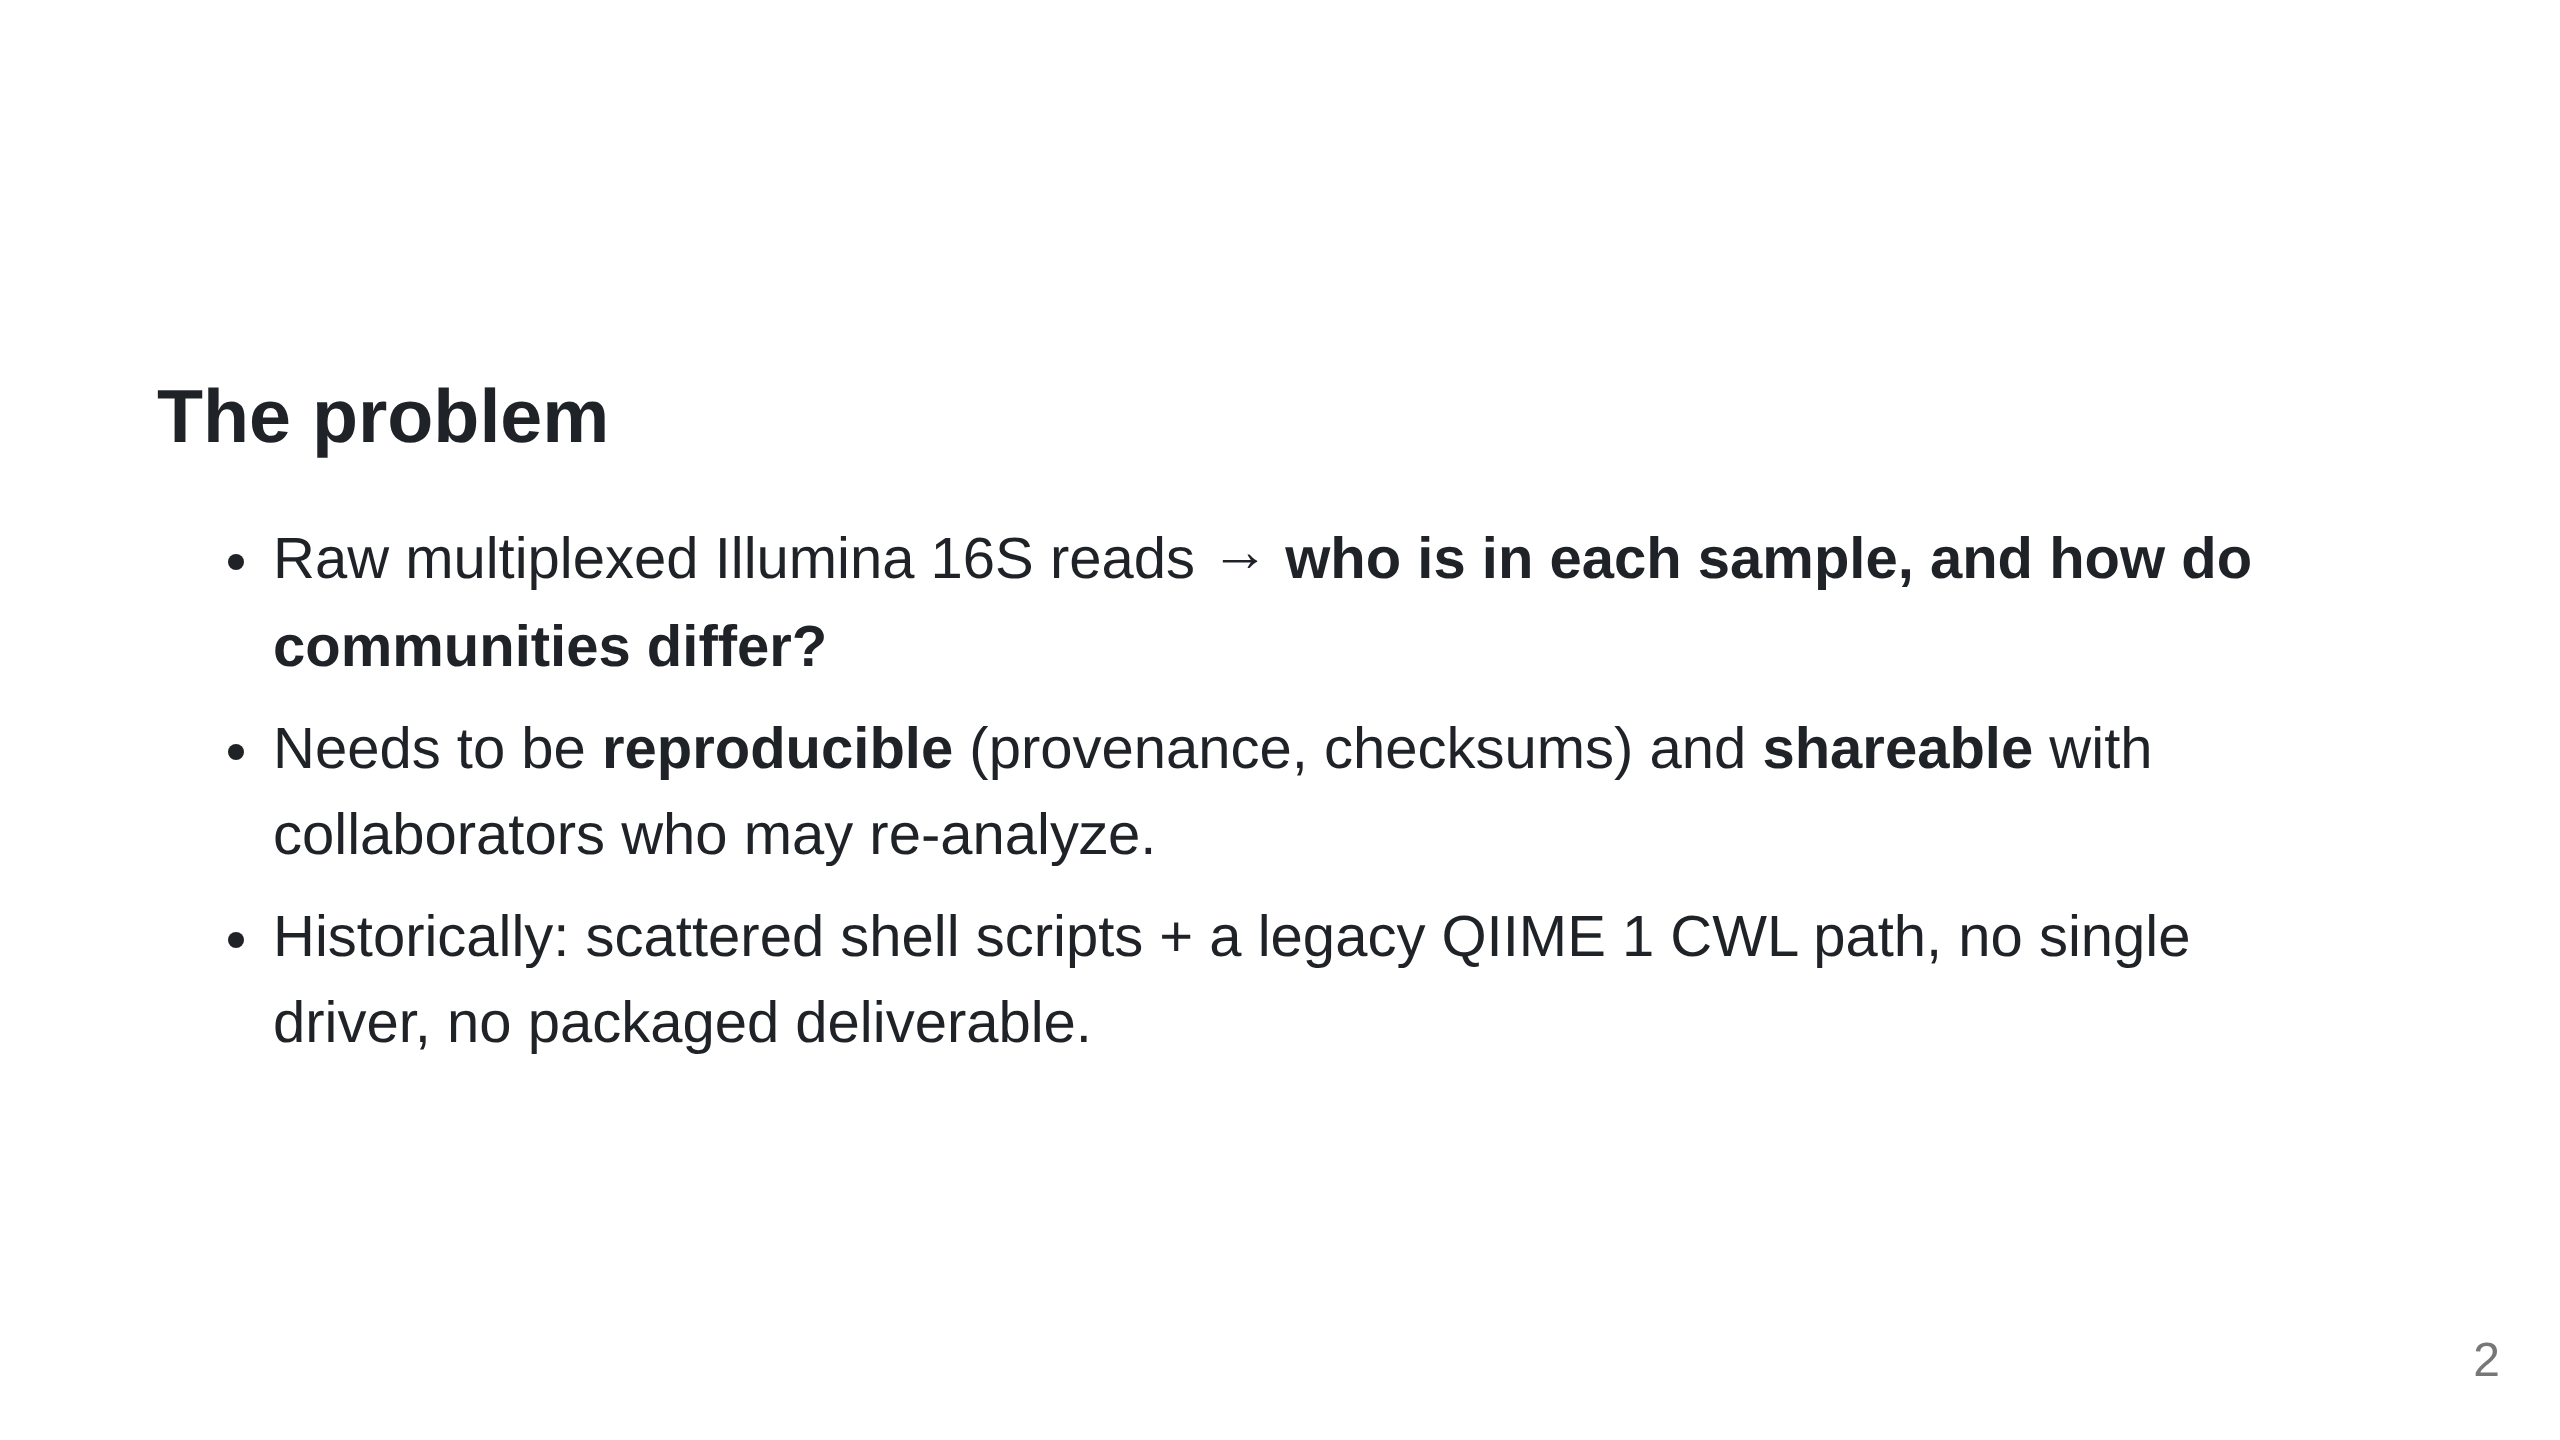 The problem
• Raw multiplexed Illumina 16S reads → who is in each sample, and how do
communities differ?
• Needs to be reproducible (provenance, checksums) and shareable with
collaborators who may re-analyze.
• Historically: scattered shell scripts + a legacy QIIME 1 CWL path, no single
driver, no packaged deliverable.
2